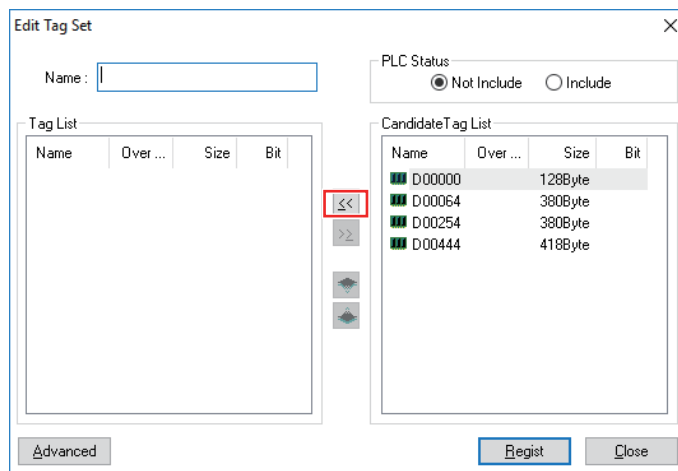 Edit Tag Set
Name :
PLC Status
Not Include Include
Tag List
Name Over ... Size Bit
<<
>>
CandidateTag List
Name Over ... Size Bit
D00000 128Byte
D00064 380Byte
D00254 380Byte
D00444 418Byte
Advanced Regist Close